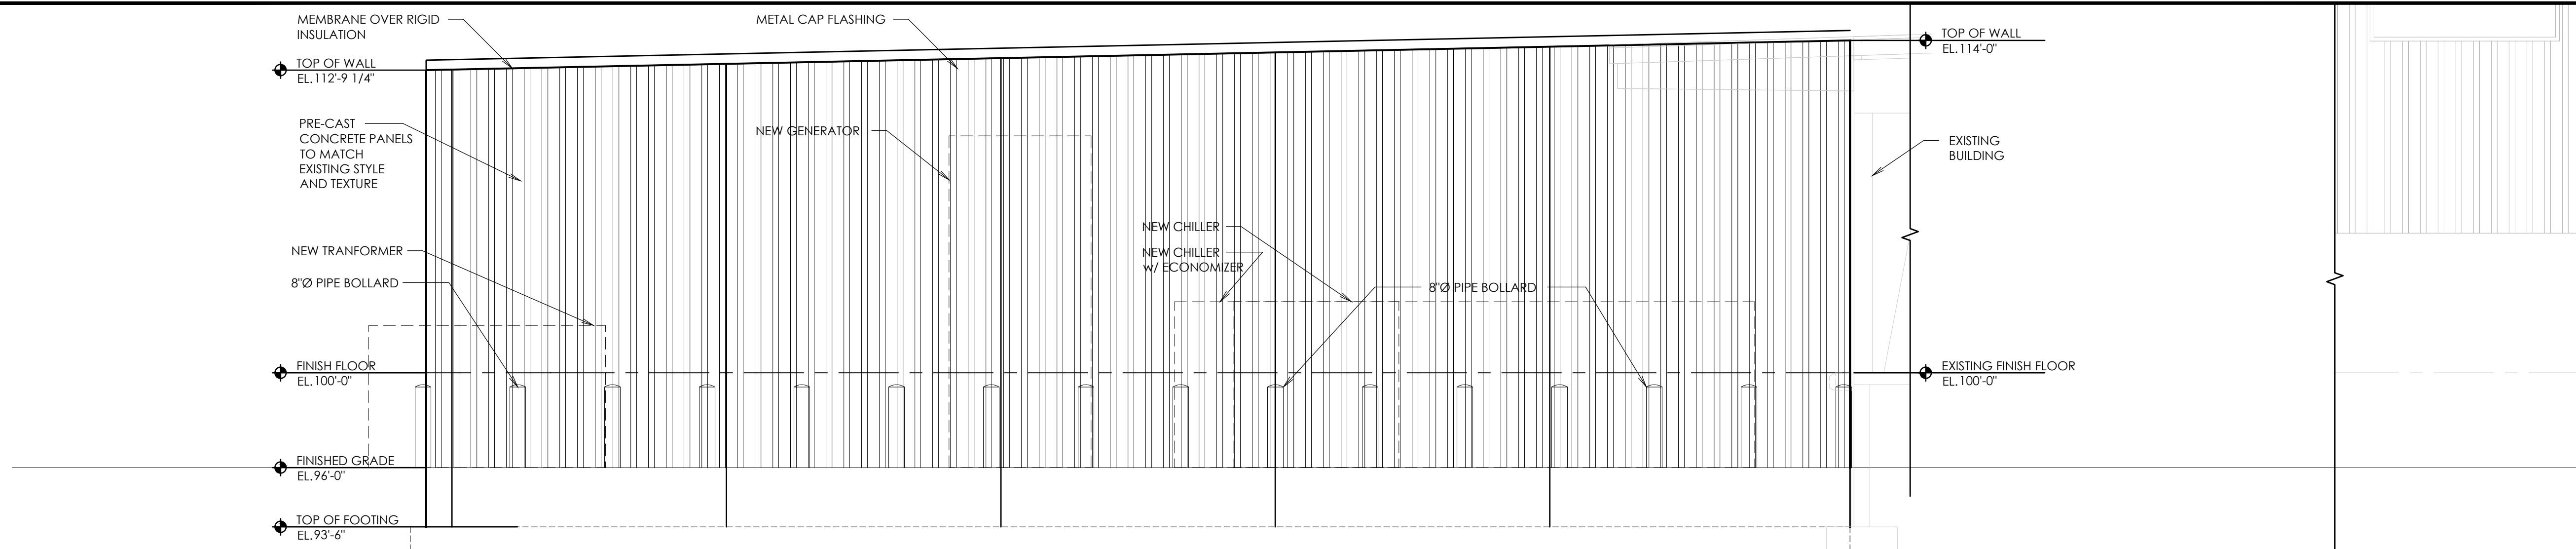 MEMBRANE OVER RIGID
INSULATION
METAL CAP FLASHING
TOP OF WALL
EL.114'-0"
TOP OF WALL
EL.112'-9 1/4"
PRE-CAST
CONCRETE PANELS
TO MATCH
EXISTING STYLE
AND TEXTURE
NEW GENERATOR
EXISTING
BUILDING
NEW CHILLER
NEW CHILLER
w/ ECONOMIZER
NEW TRANFORMER
8"Ø PIPE BOLLARD
8"Ø PIPE BOLLARD
FINISH FLOOR
EL.100'-0"
EXISTING FINISH FLOOR
EL.100'-0"
FINISHED GRADE
EL.96'-0"
TOP OF FOOTING
EL.93'-6"